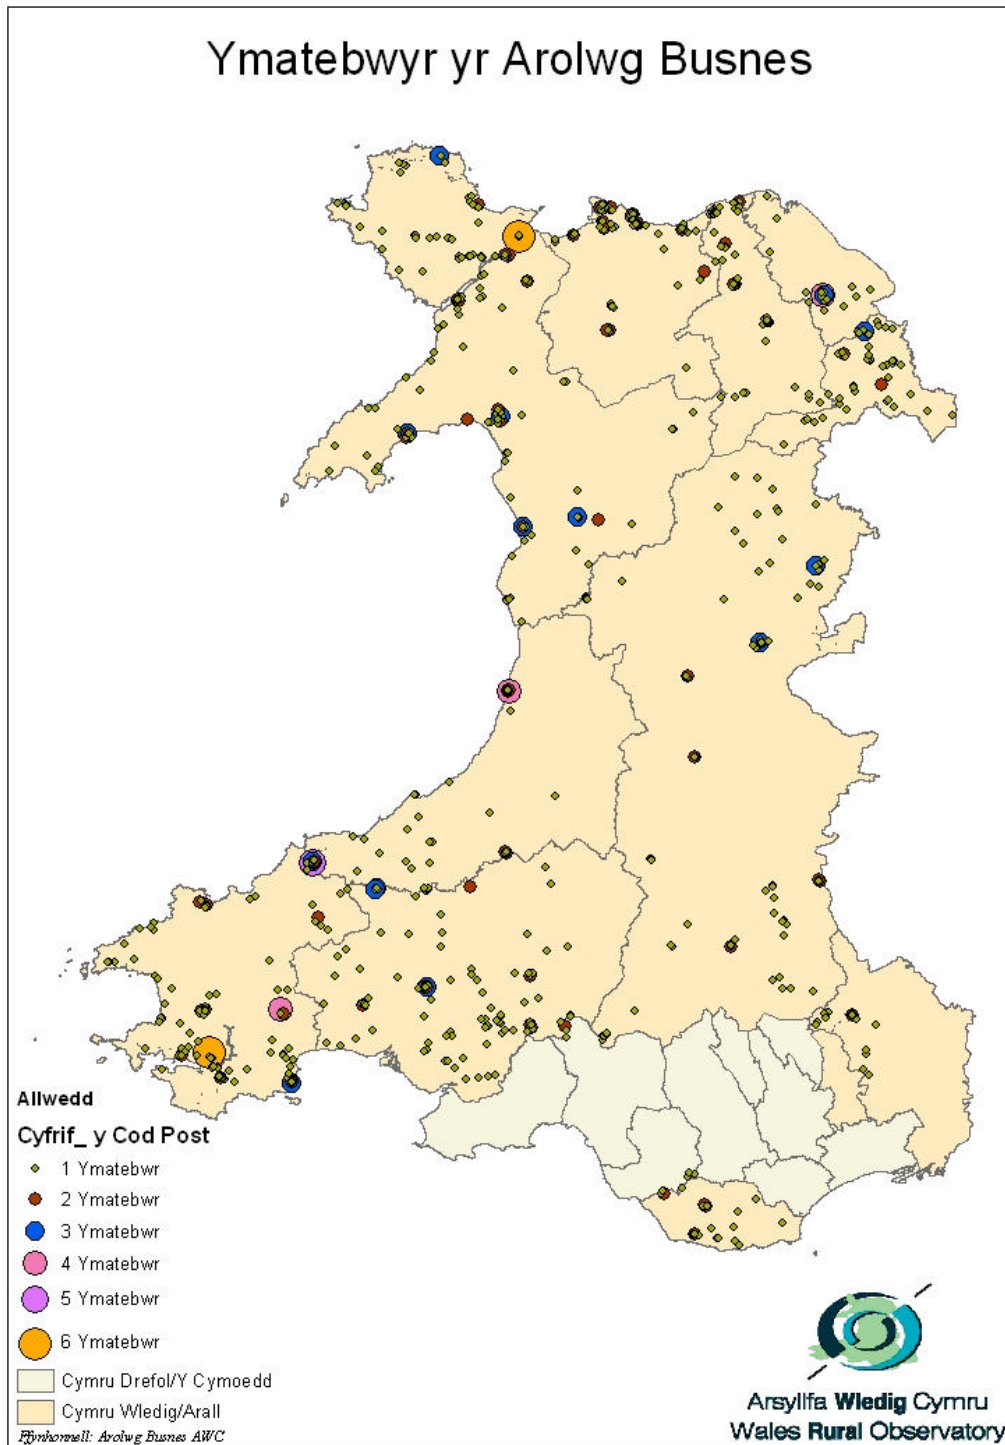 Ymatebwyr yr Arolwg Busnes
Allwedd
Cyfrif_ y Cod Post
1 Ymatebwr
2 Ymatebwr
3 Ymatebwr
4 Ymatebwr
5 Ymatebwr
6 Ymatebwr
Cymru Drefol/Y Cymoedd
Cymru Wledig/Arall
Ffynhonnell: Arolwg Busnes AWC
Arsyllfa Wledig Cymru
Wales Rural Observatory